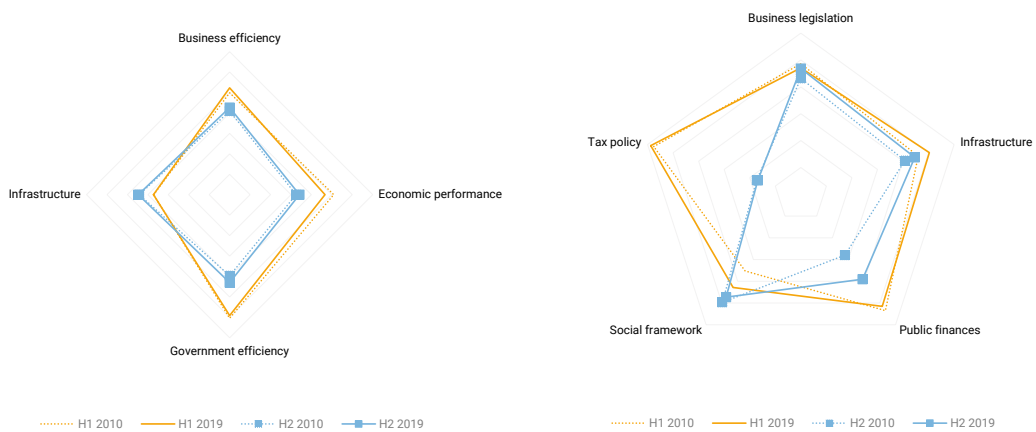 Business efficiency
Infrastructure
Economic performance
Government efficiency
H1 2010 H1 2019 H2 2010 H2 2019
Business legislation
Tax policy
Infrastructure
Social framework
Public finances
H1 2010 H1 2019 H2 2010 H2 2019